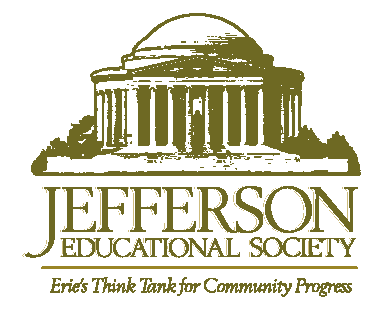 JEFFERSON
EDUCATIONAL SOCIETY
Erie's Think Tank for Community Progress